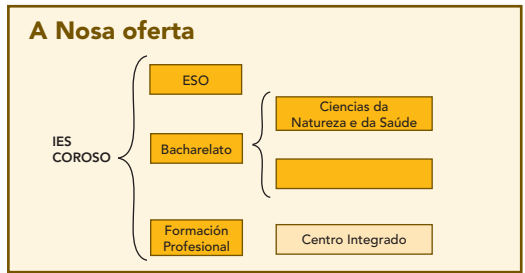 A Nosa oferta
IES
COROSO
ESO
Bacharelato
Ciencias da
Natureza e da Saúde
Formación
Profesional
Centro Integrado